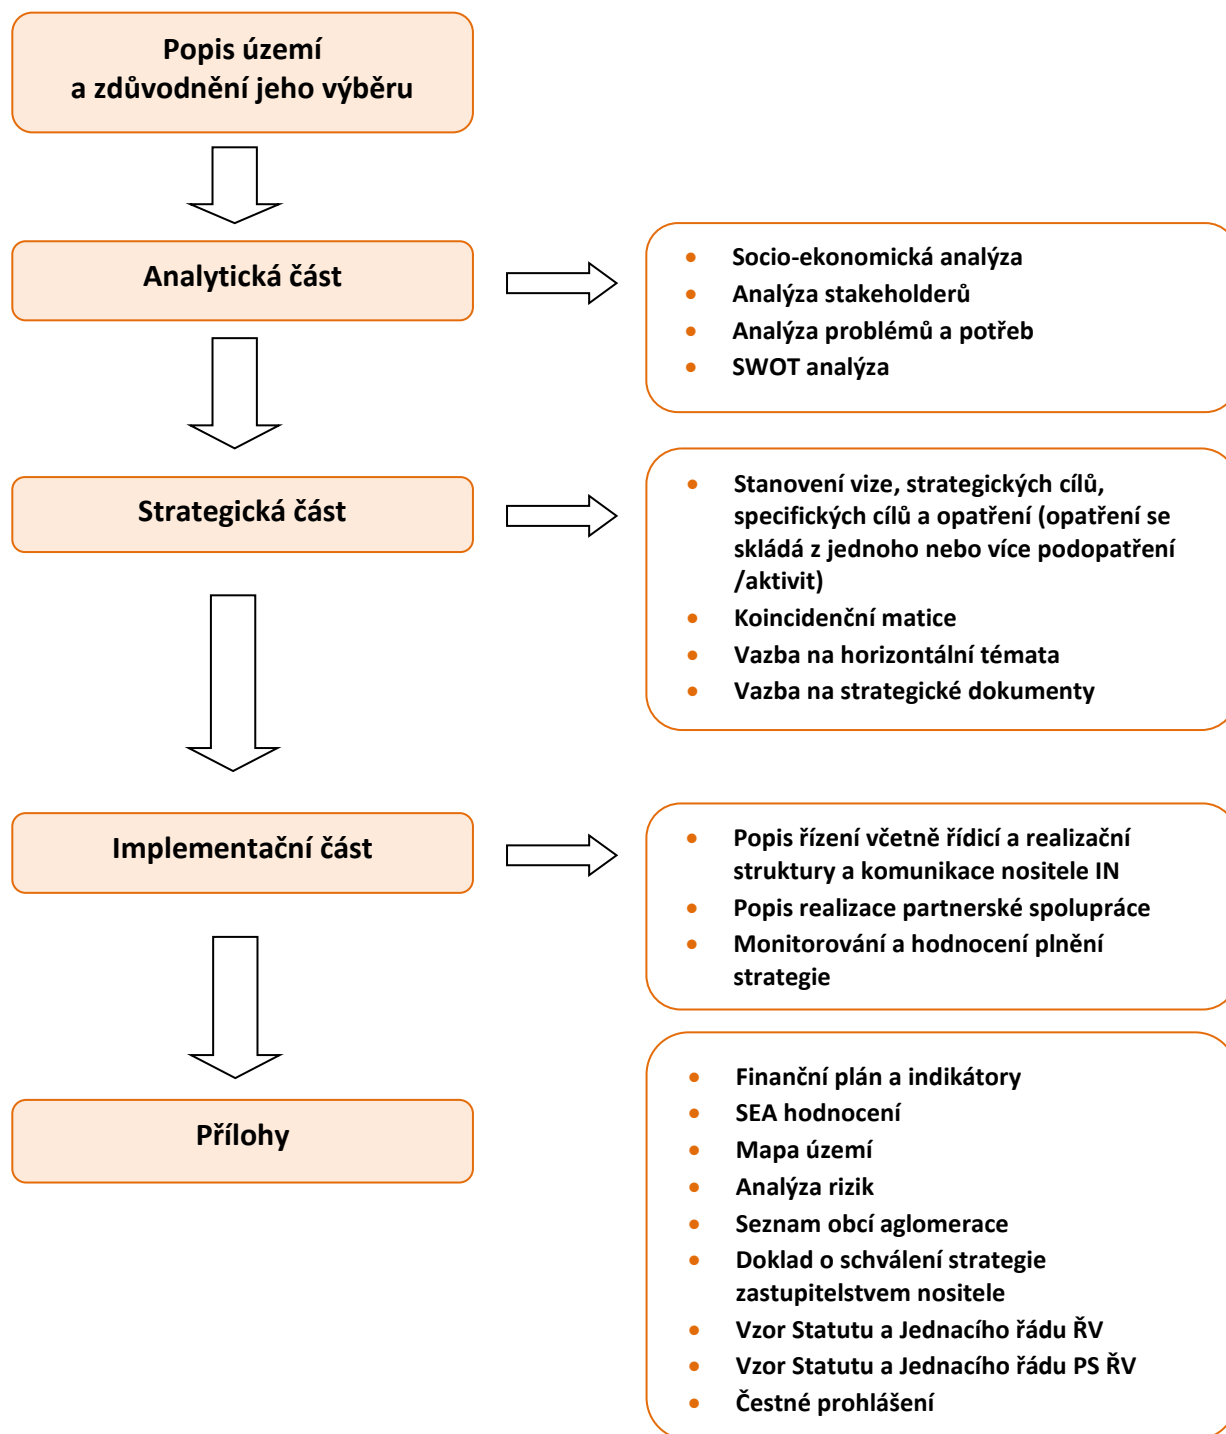 Popis území
a zdůvodnění jeho výběru
Analytická část
• Socio-ekonomická analýza
• Analýza stakeholderů
• Analýza problémů a potřeb
• SWOT analýza
Strategická část
• Stanovení vize, strategických cílů,
specifických cílů a opatření (opatření se
skládá z jednoho nebo více podopatření
/aktivit)
• Koincidenční matice
• Vazba na horizontální témata
• Vazba na strategické dokumenty
Implementační část
• Popis řízení včetně řídicí a realizační
struktury a komunikace nositele IN
• Popis realizace partnerské spolupráce
• Monitorování a hodnocení plnění
strategie
Přílohy
• Finanční plán a indikátory
• SEA hodnocení
• Mapa území
• Analýza rizik
• Seznam obcí aglomerace
• Doklad o schválení strategie
zastupitelstvem nositele
• Vzor Statutu a Jednacího řádu ŘV
• Vzor Statutu a Jednacího řádu PS ŘV
• Čestné prohlášení